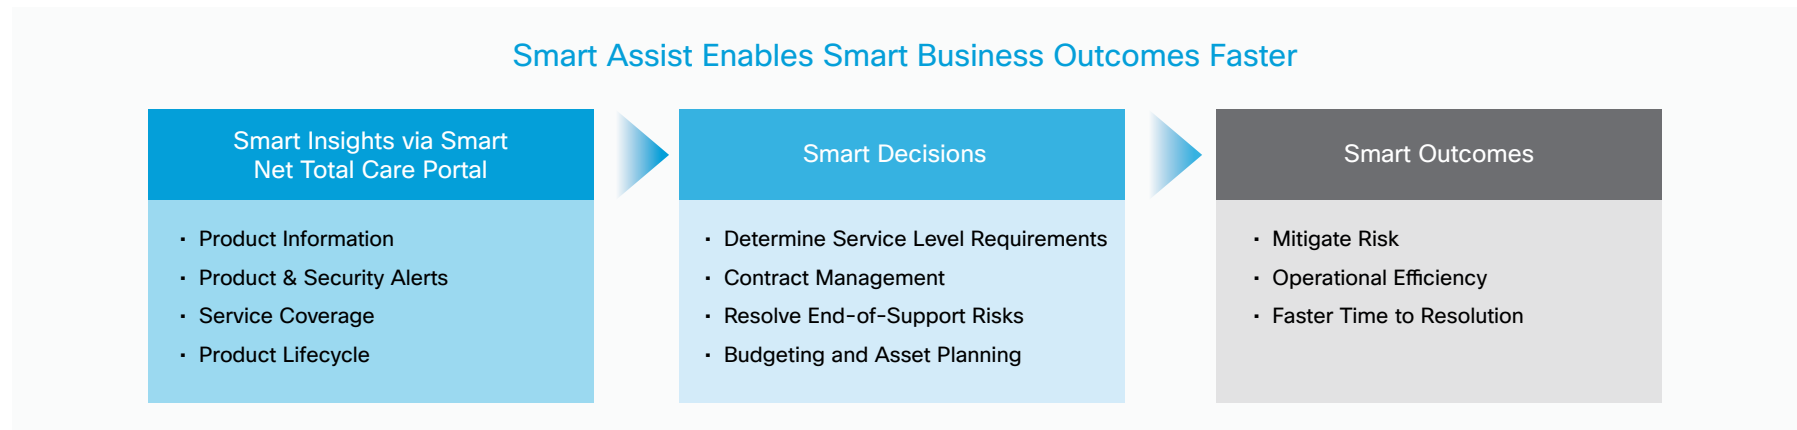 Smart Assist Enables Smart Business Outcomes Faster
Smart Insights via Smart
Net Total Care Portal
· Product Information
· Product & Security Alerts
· Service Coverage
· Product Lifecycle
Smart Decisions
· Determine Service Level Requirements
· Contract Management
· Resolve End-of-Support Risks
· Budgeting and Asset Planning
Smart Outcomes
· Mitigate Risk
· Operational Efficiency
· Faster Time to Resolution